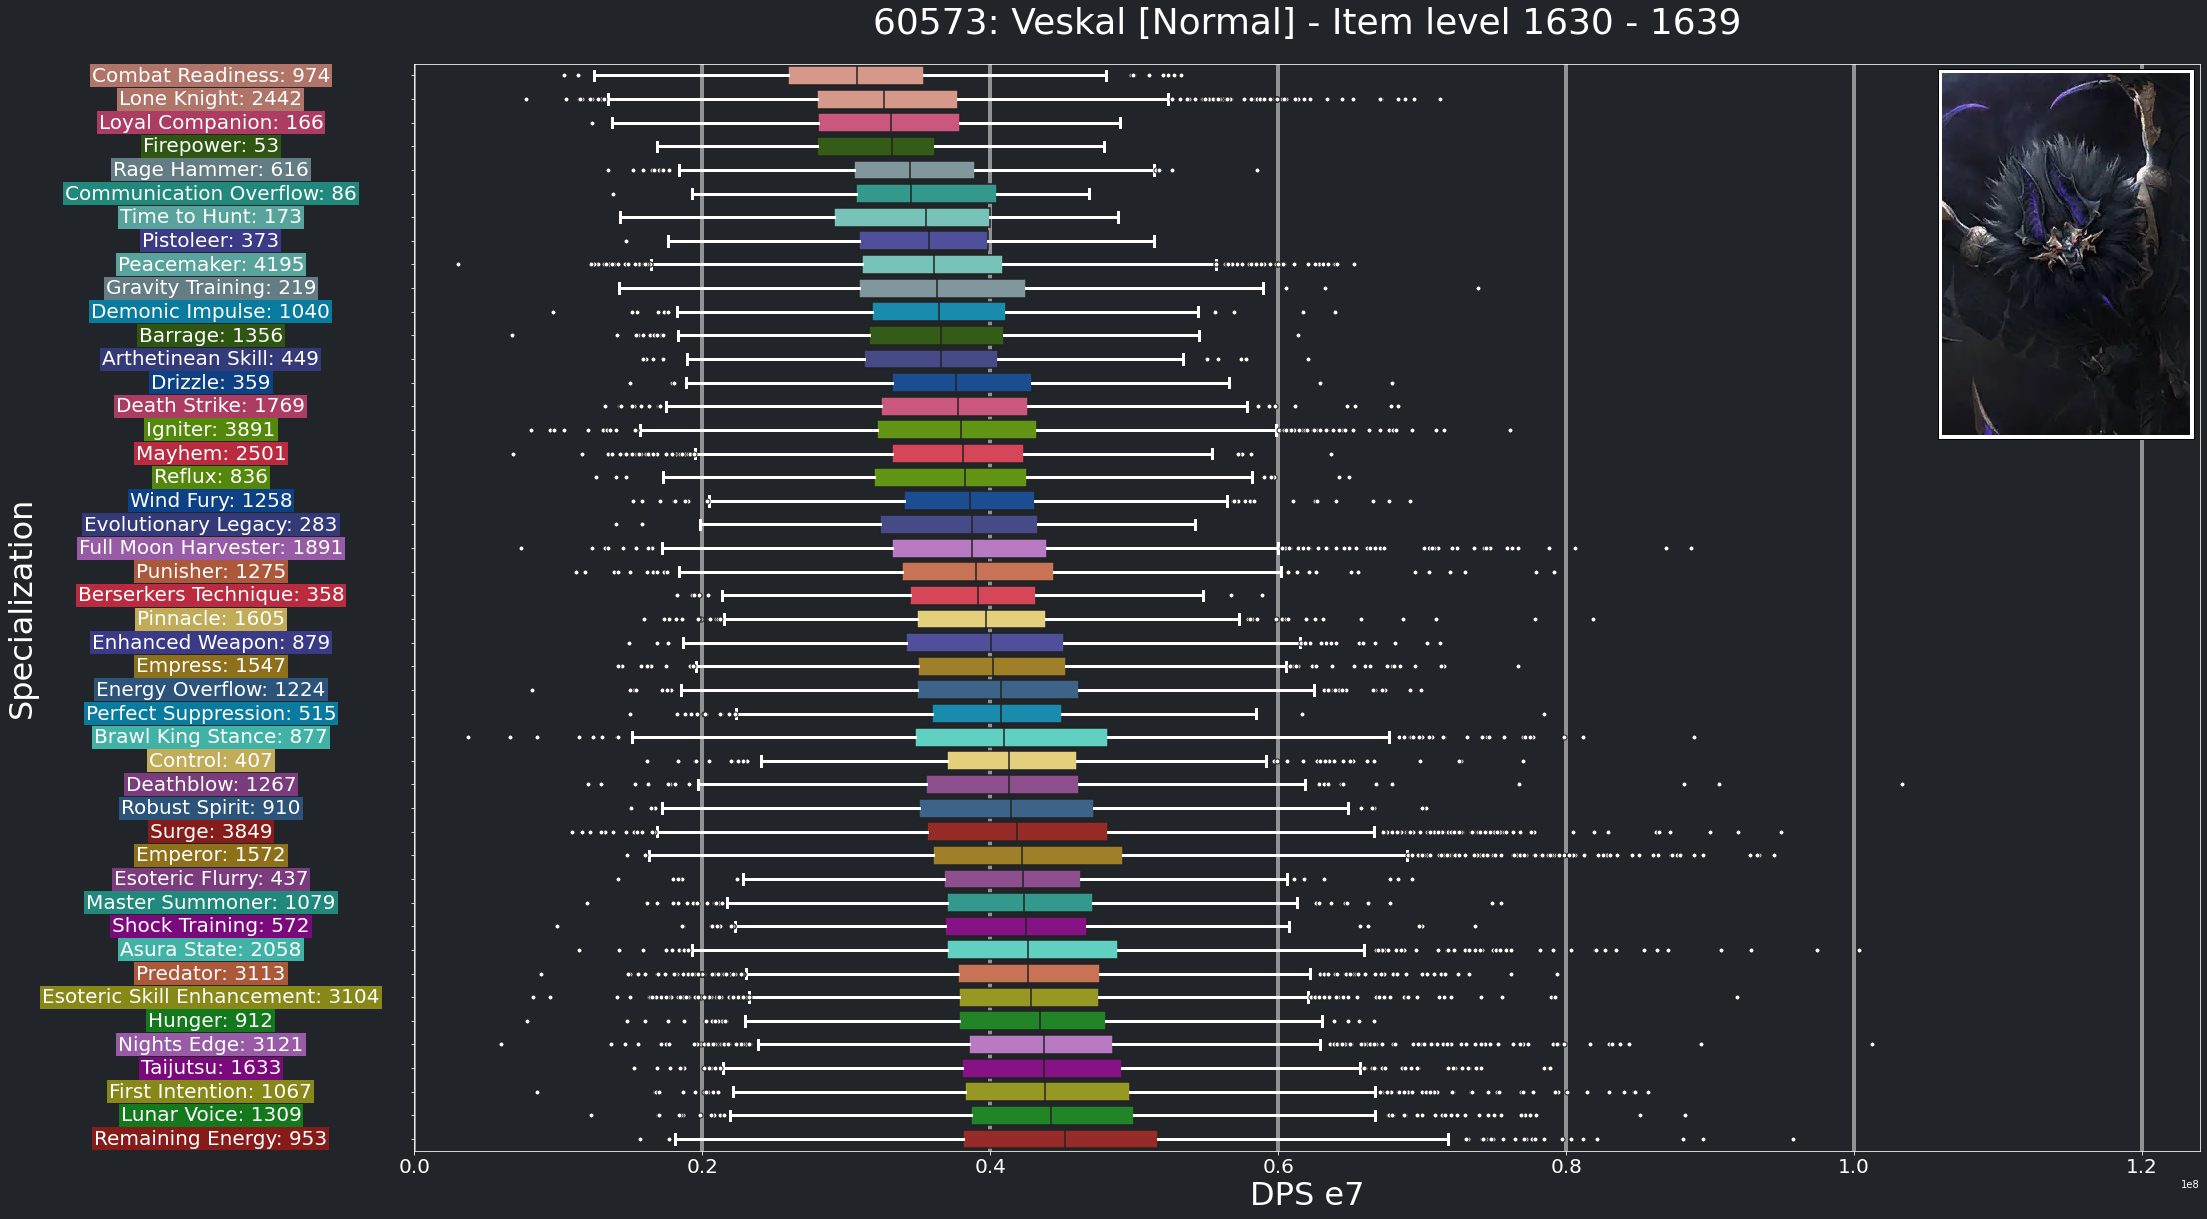 60573: Veskal [Normal] - Item level 1630 - 1639
Specialization
Combat Readiness: 974
Lone Knight: 2442
Loyal Companion: 166
Firepower: 53
Rage Hammer: 616
Communication Overflow: 86
Time to Hunt: 173
Pistoleer: 373
Peacemaker: 4195
Gravity Training: 219
Demonic Impulse: 1040
Barrage: 1356
Arthetinean Skill: 449
Drizzle: 359
Death Strike: 1769
Igniter: 3891
Mayhem: 2501
Reflux: 836
Wind Fury: 1258
Evolutionary Legacy: 283
Full Moon Harvester: 1891
Punisher: 1275
Berserkers Technique: 358
Pinnacle: 1605
Enhanced Weapon: 879
Empress: 1547
Energy Overflow: 1224
Perfect Suppression: 515
Brawl King Stance: 877
Control: 407
Deathblow: 1267
Robust Spirit: 910
Surge: 3849
Emperor: 1572
Esoteric Flurry: 437
Master Summoner: 1079
Shock Training: 572
Asura State: 2058
Predator: 3113
Esoteric Skill Enhancement: 3104
Hunger: 912
Nights Edge: 3121
Taijutsu: 1633
First Intention: 1067
Lunar Voice: 1309
Remaining Energy: 953
0.0 0.2 0.4 0.6 0.8 1.0 1.2
1e8
DPS e7